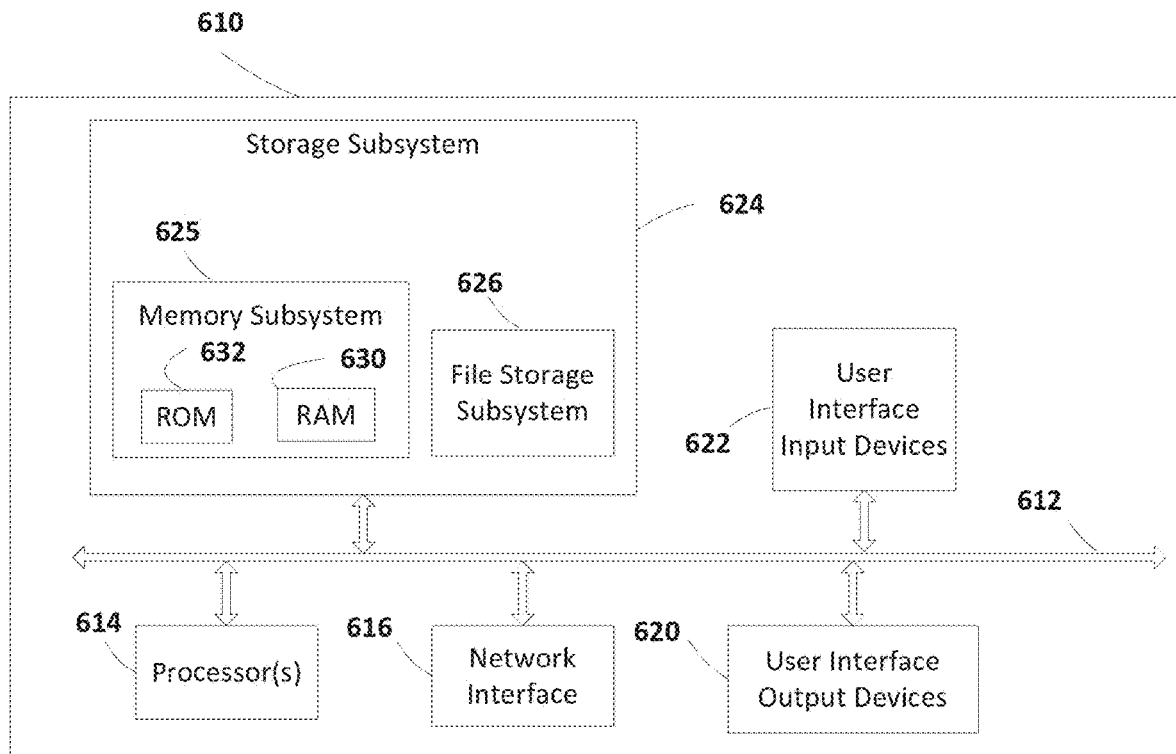 610
Storage Subsystem
624
625
626
Memory Subsystem
632
630
File Storage
Subsystem
ROM
RAM
User
Interface
Input Devices
622
612
614
616
620
Processor(s)
Network
Interface
User Interface
Output Devices